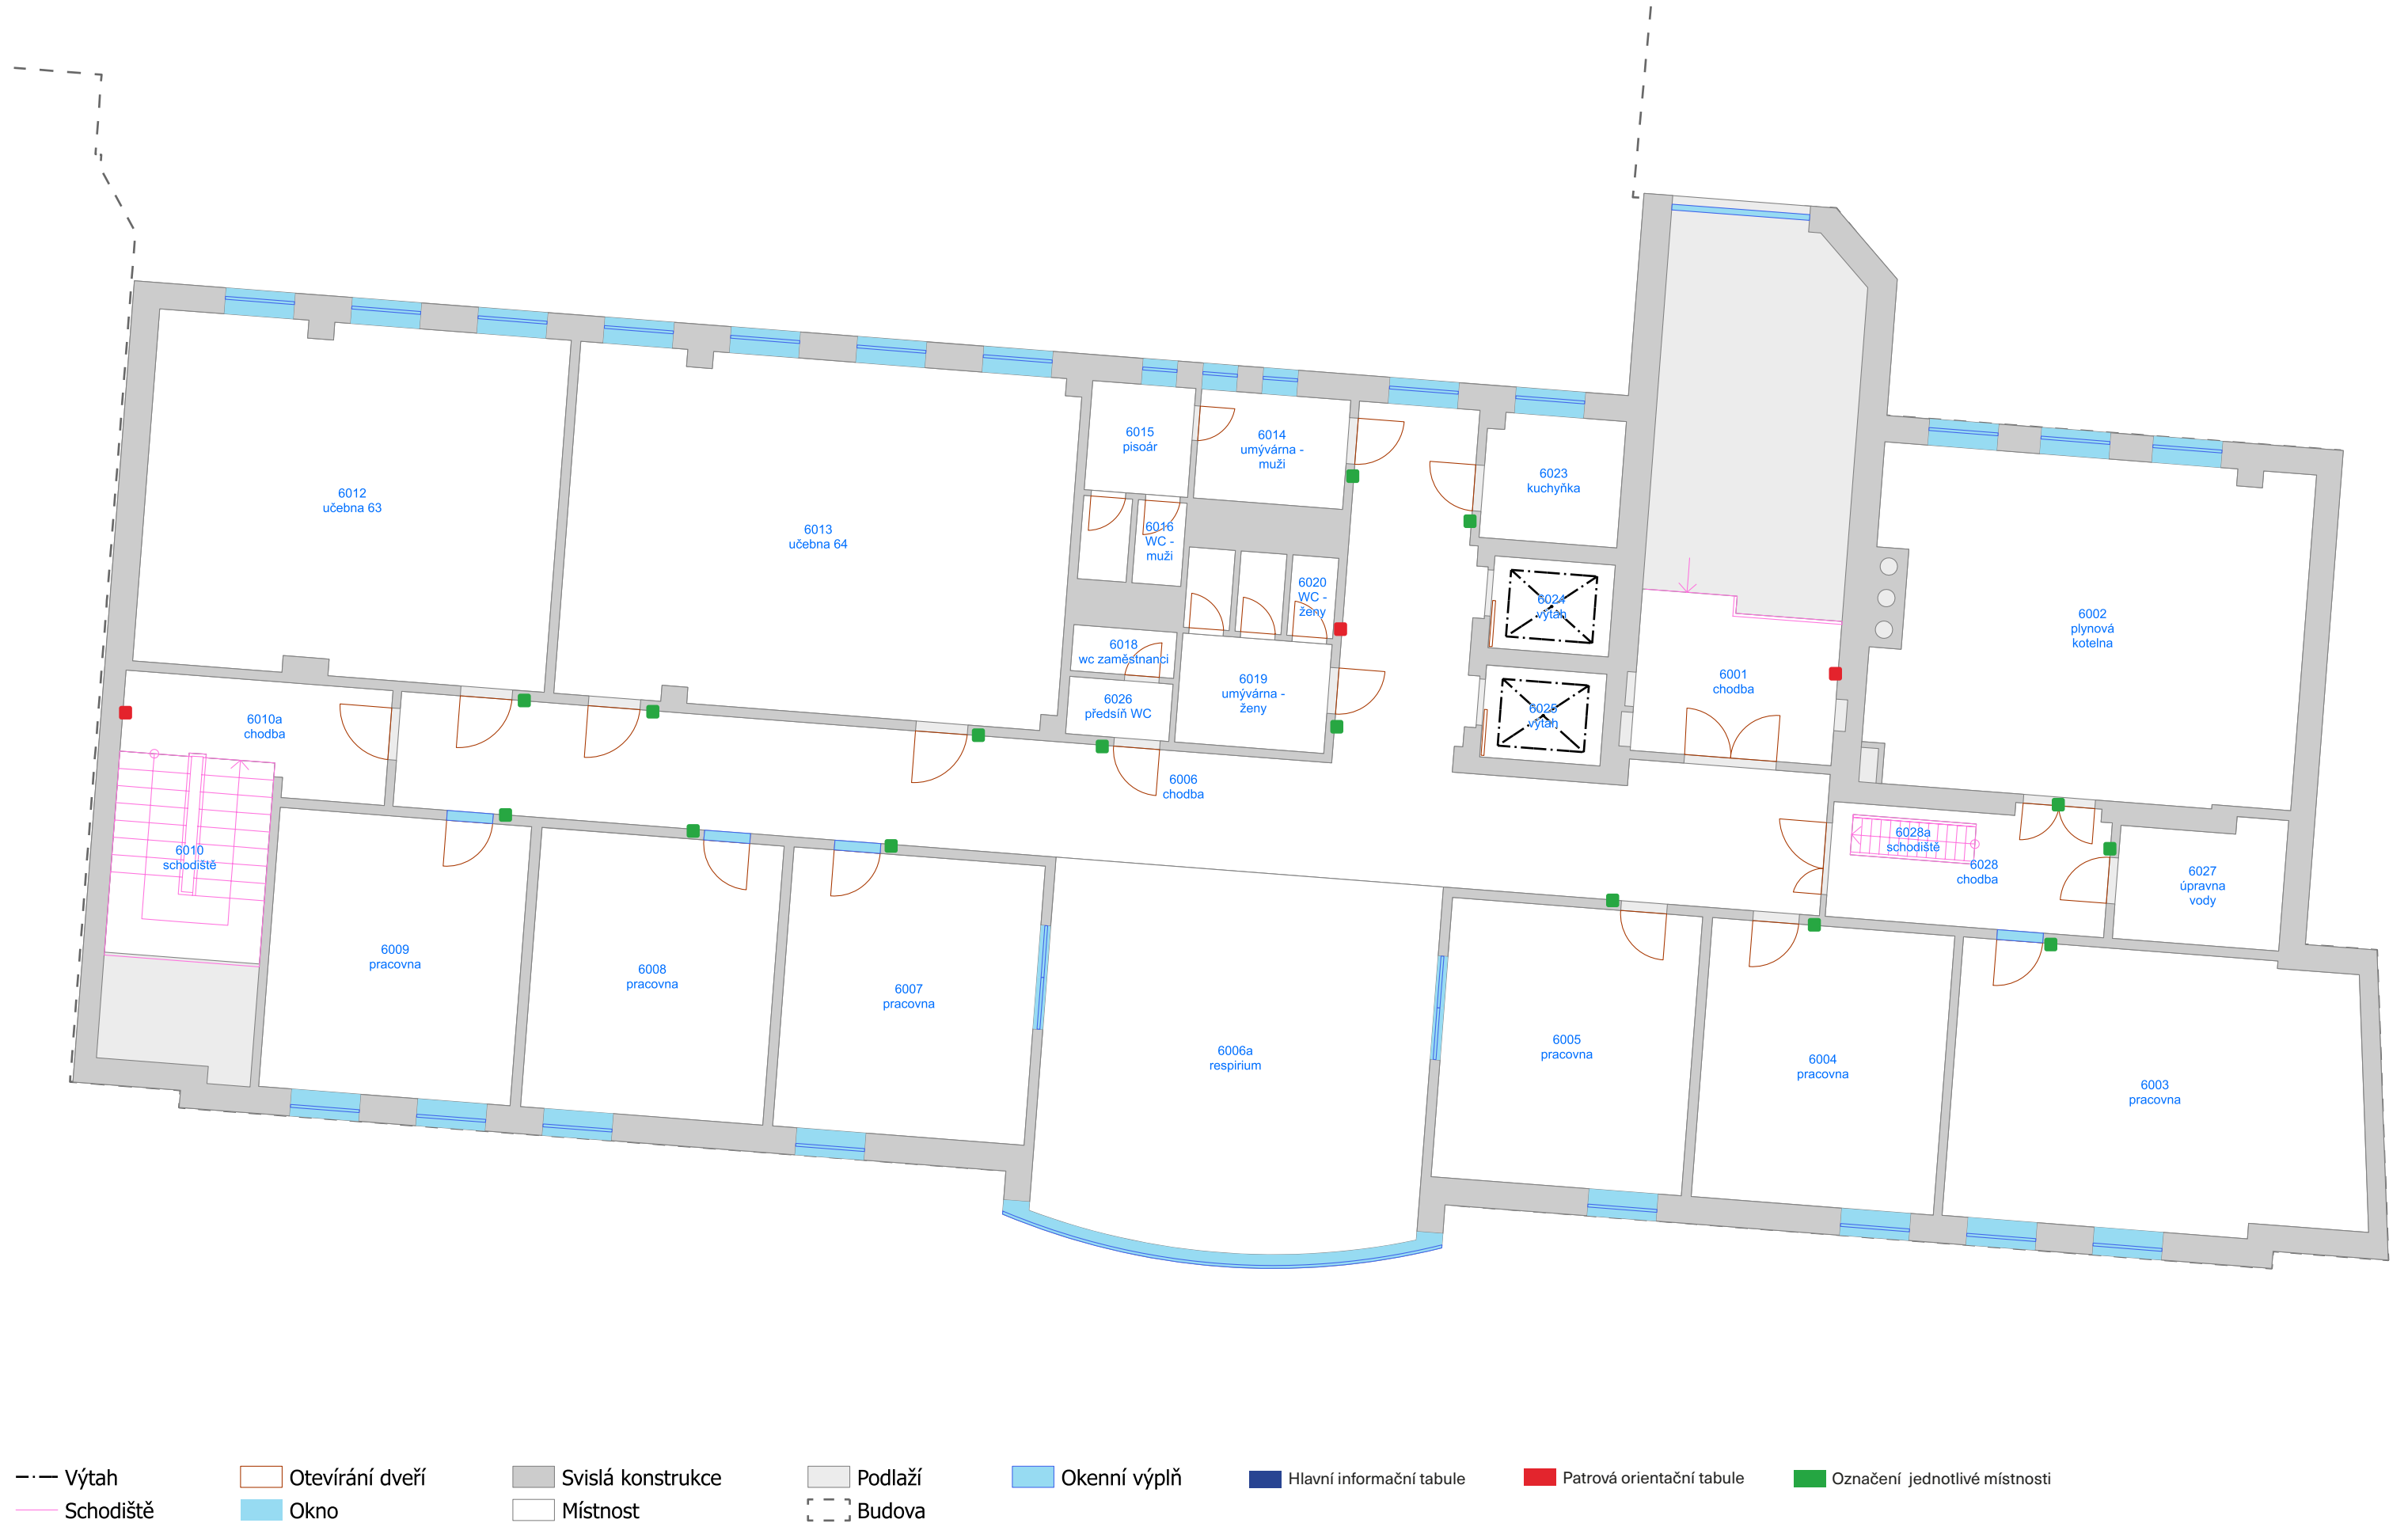 6015
pisoár
6014
umývárna -
muži
6023
kuchyňka
6012
učebna 63
6013
učebna 64
6016
WC -
muži
6020
WC -
ženy
6024
výtah
6002
plynová
kotelna
6018
wc zaměstnanci
6019
umývárna -
ženy
6001
chodba
6026
předsíň WC
6025
výtah
6010a
chodba
6006
chodba
6010
schodiště
6028a
schodiště
6028
chodba
6027
úpravna
vody
6009
pracovna
6008
pracovna
6007
pracovna
6006a
respirium
6005
pracovna
6004
pracovna
6003
pracovna
Výtah
Otevírání dveří
Svislá konstrukce
Podlaží
Okenní výplň
Hlavní informační tabule
Patrová orientační tabule
Označení jednotlivé místnosti
Schodiště
Okno
Místnost
Budova